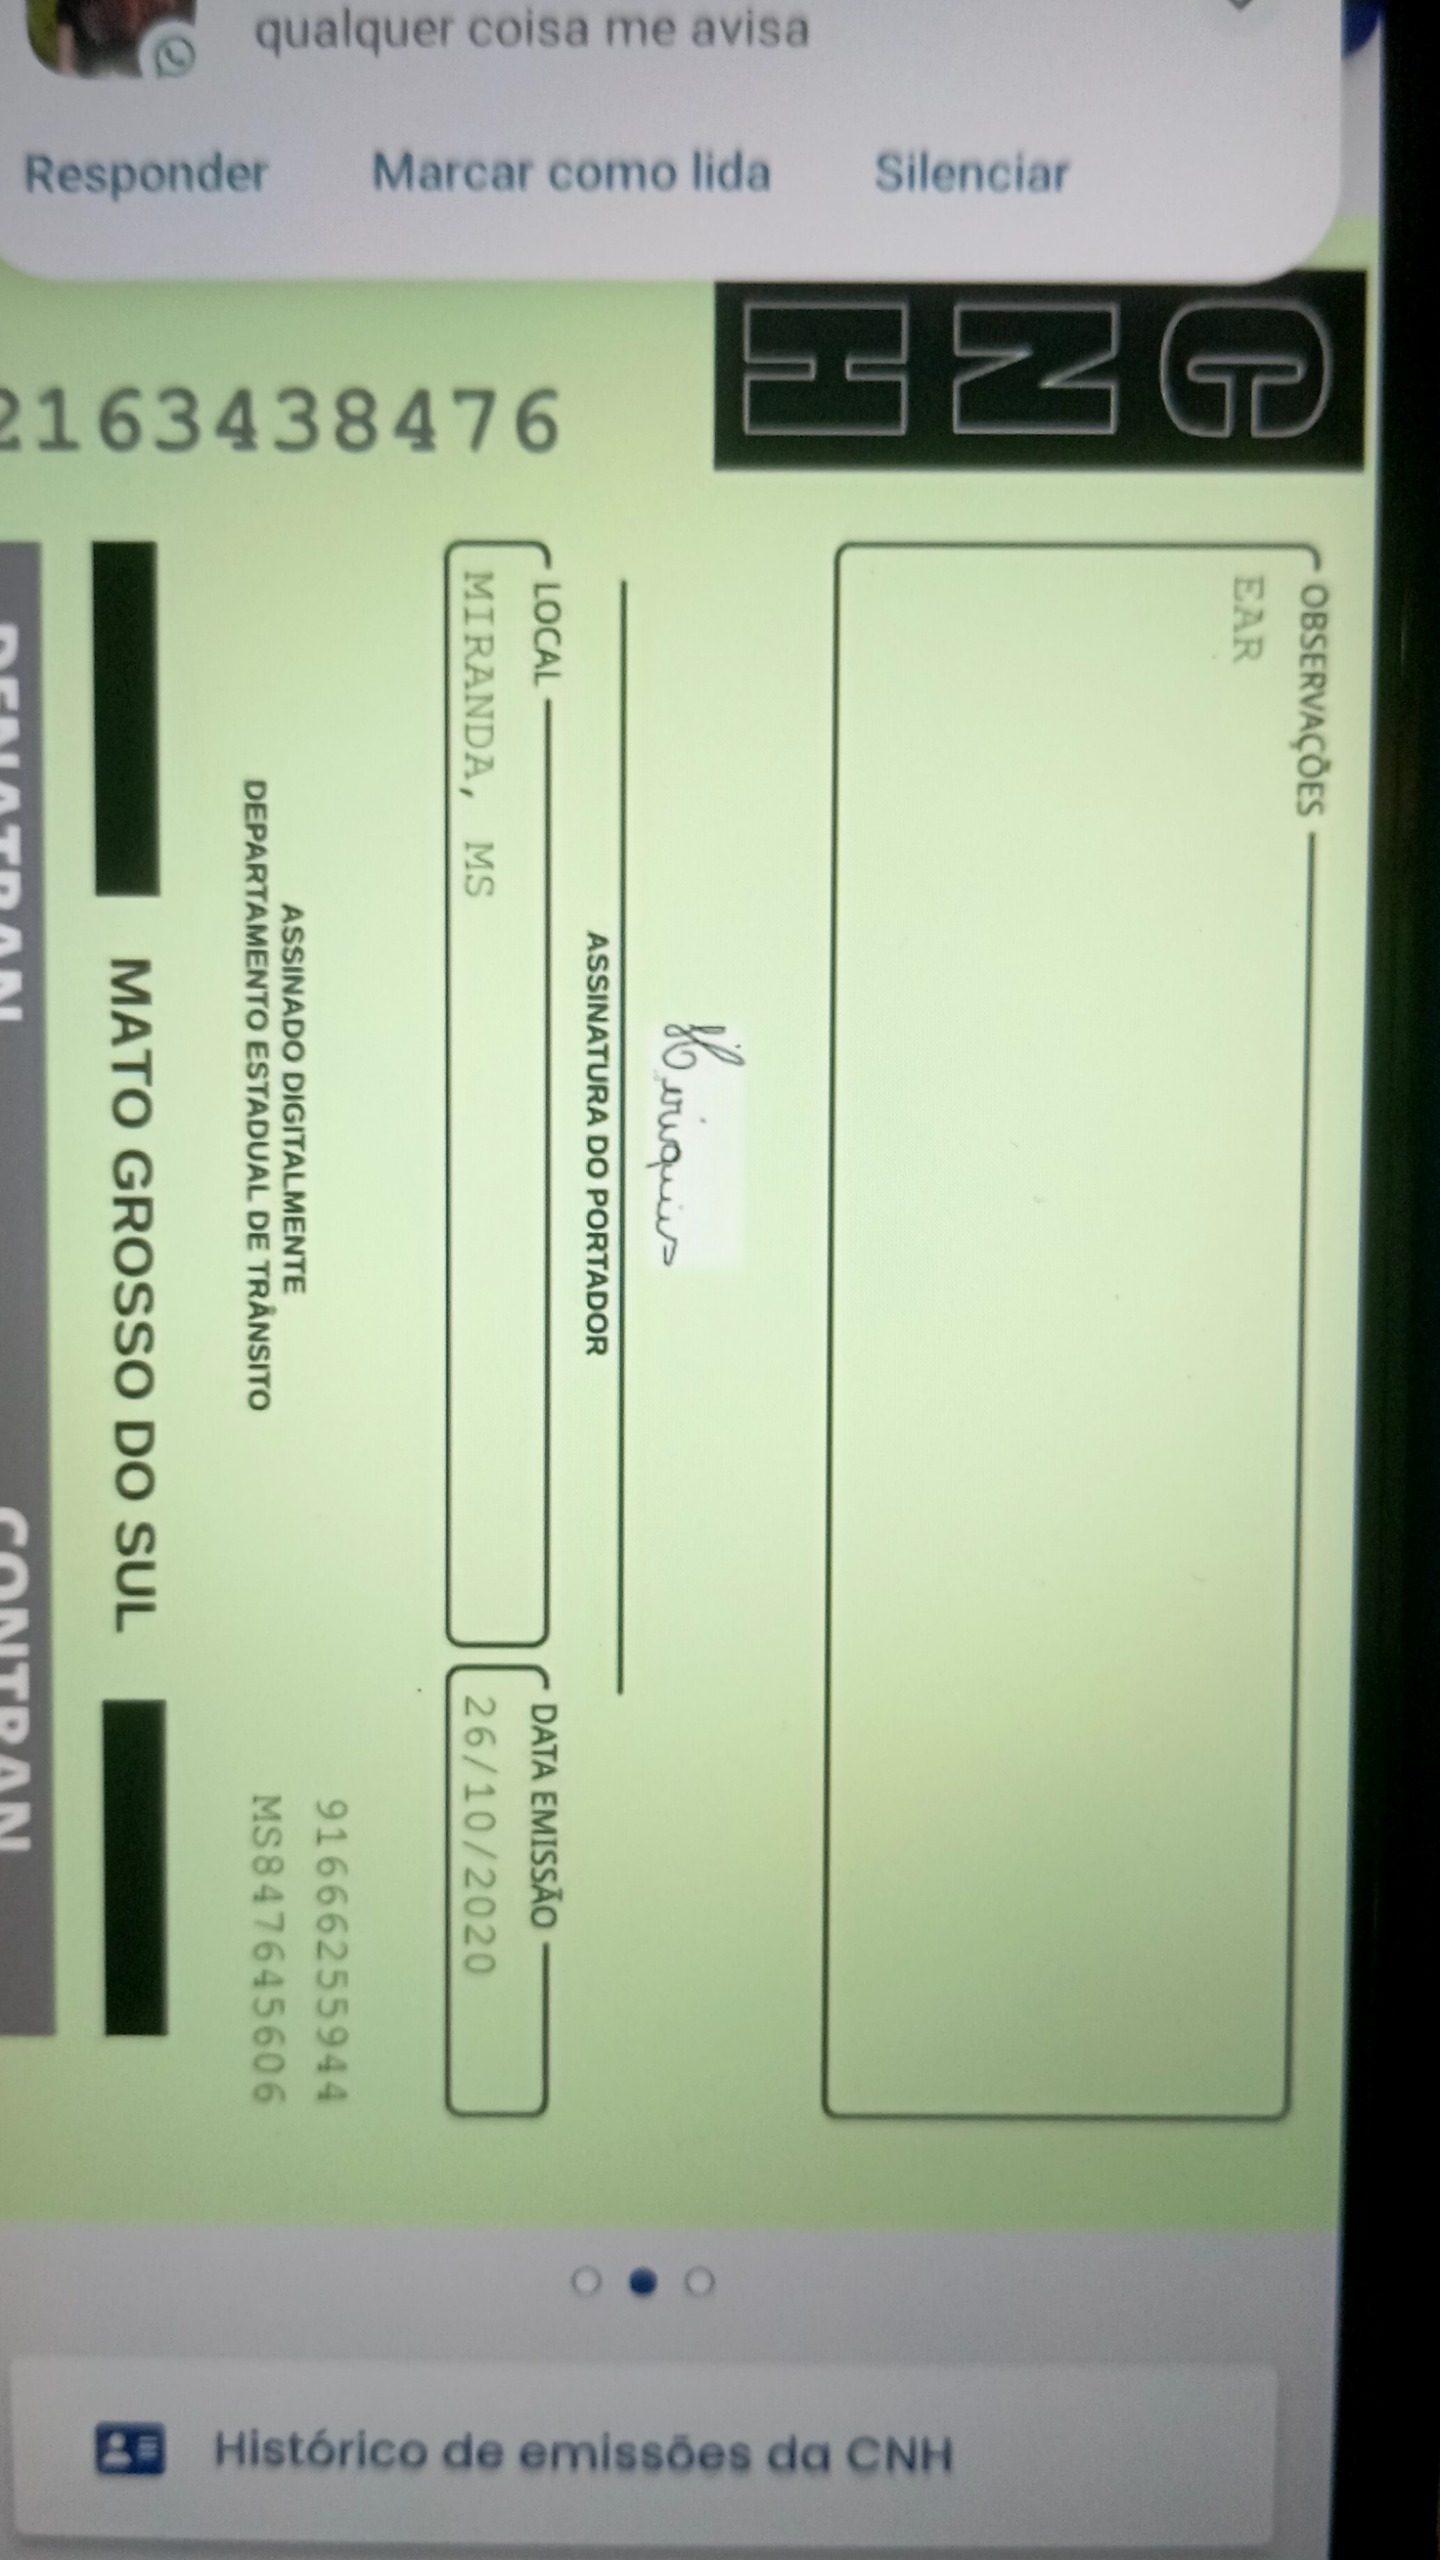 qualquer coisa me avisa
Responder Marcar como lida Silenciar
CNH
2163438476
OBSERVAÇÕES
EAR
ASSINATURA DO PORTADOR
LOCAL
MIRANDA, MS
DATA EMISSÃO
26/10/2020
91666255944
MS847645606
ASSINADO DIGITALMENTE
DEPARTAMENTO ESTADUAL DE TRÂNSITO
MATO GROSSO DO SUL
DENATRAN CONTRAN
Histórico de emissões da CNH